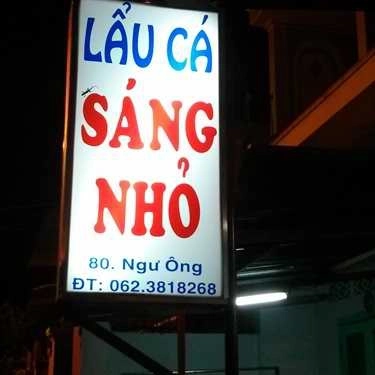 LẨU CÁ
SÁNG
NHỎ
80. Ngư Ông
ĐT: 062.3818268